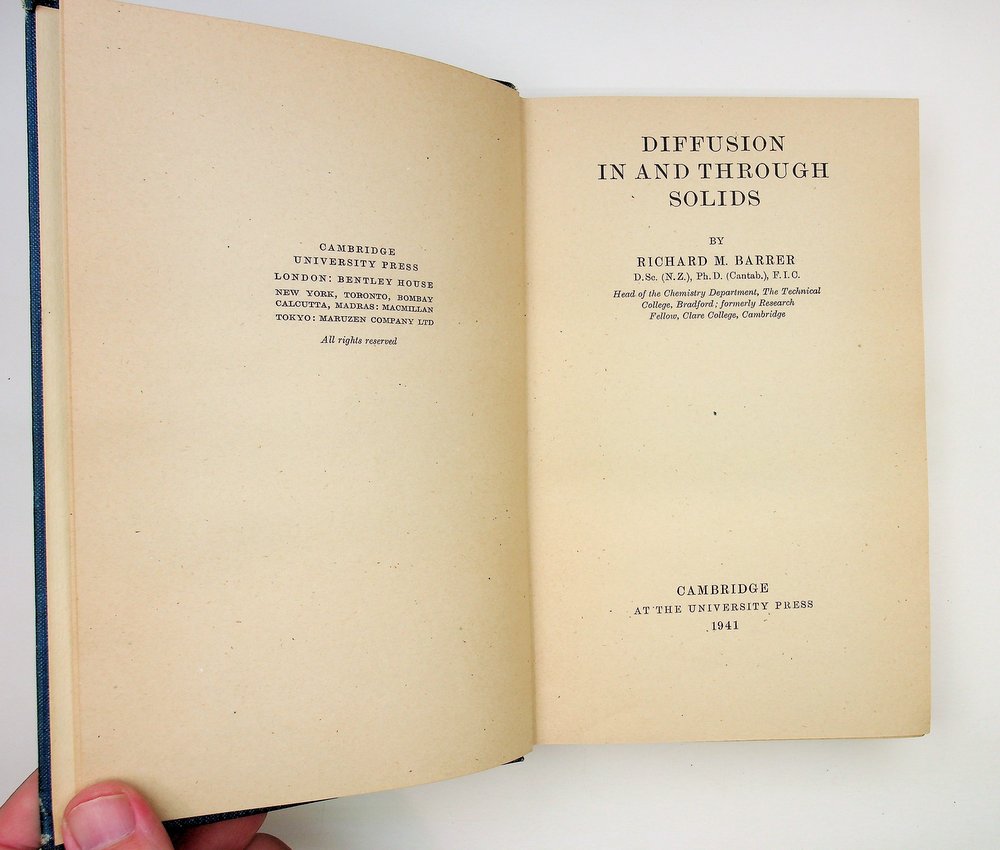 CAMBRIDGE
UNIVERSITY PRESS
LONDON: BENTLEY HOUSE
NEW YORK, TORONTO, BOMBAY
CALCUTTA, MADRAS: MACMILLAN
TOKYO: MARUZEN COMPANY LTD
All rights reserved
DIFFUSION
IN AND THROUGH
SOLIDS
BY
RICHARD M. BARRER
D.Sc. (N.Z.), Ph.D. (Cantab.), F.I.C.
Head of the Chemistry Department, The Technical
College, Bradford; formerly Research
Fellow, Clare College, Cambridge
CAMBRIDGE
AT THE UNIVERSITY PRESS
1941